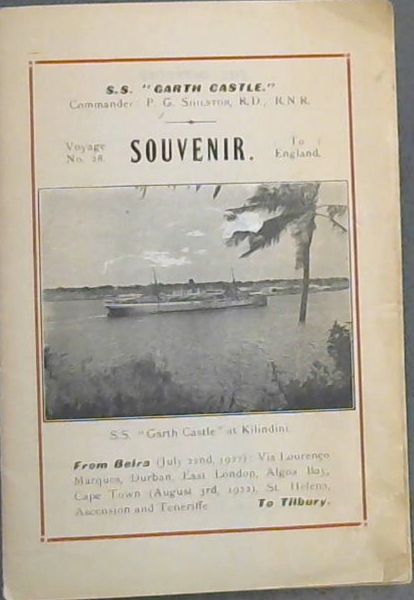 S.S. "GARTH CASTLE."
Commander P. G. SHILSTON, R.D., R.N.R.
Voyage No. 28.
SOUVENIR.
To England.
S.S. "Garth Castle" at Kilindini.
From Beira (July 22nd, 1932): Via Lourenço
Marques, Durban, East London, Algoa Bay,
Cape Town (August 3rd, 1932), St. Helena,
Ascension and Teneriffe To Tilbury.